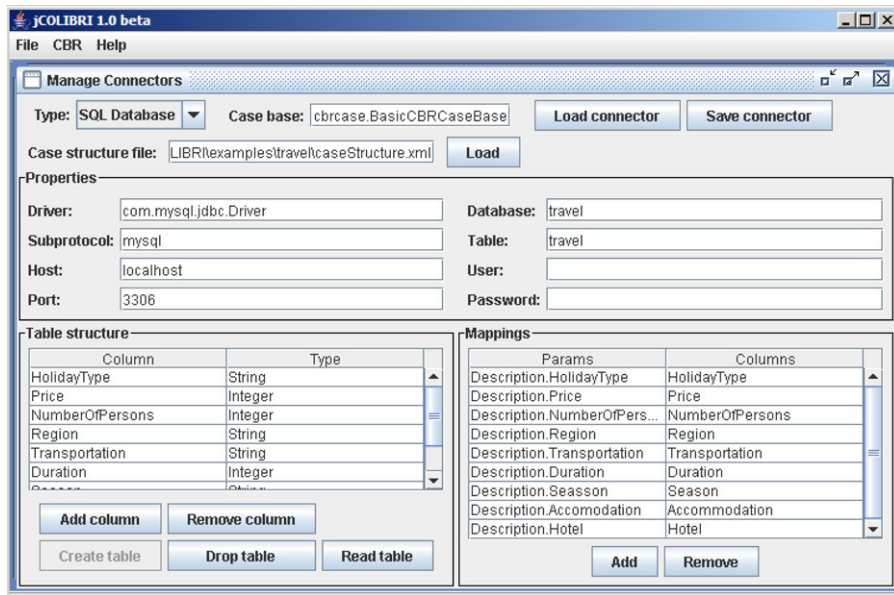 jCOLIBRI 1.0 beta
File CBR Help
Manage Connectors
Type: SQL Database Case base: cbrcase.BasicCBRCaseBase Load connector Save connector
Case structure file: LIBRI\examples\travel\caseStructure.xml Load
Properties
Driver: com.mysql.jdbc.Driver Database: travel
Subprotocol: mysql Table: travel
Host: localhost User:
Port: 3306 Password:
Table structure Mappings
Column Type Params Columns
HolidayType String Description.HolidayType HolidayType
Price Integer Description.Price Price
NumberOfPersons Integer Description.NumberOfPers... NumberOfPersons
Region String Description.Region Region
Transportation String Description.Transportation Transportation
Duration Integer Description.Duration Duration
Description.Seasson Season
Description.Accomodation Accommodation
Description.Hotel Hotel
Add column Remove column
Create table Drop table Read table Add Remove